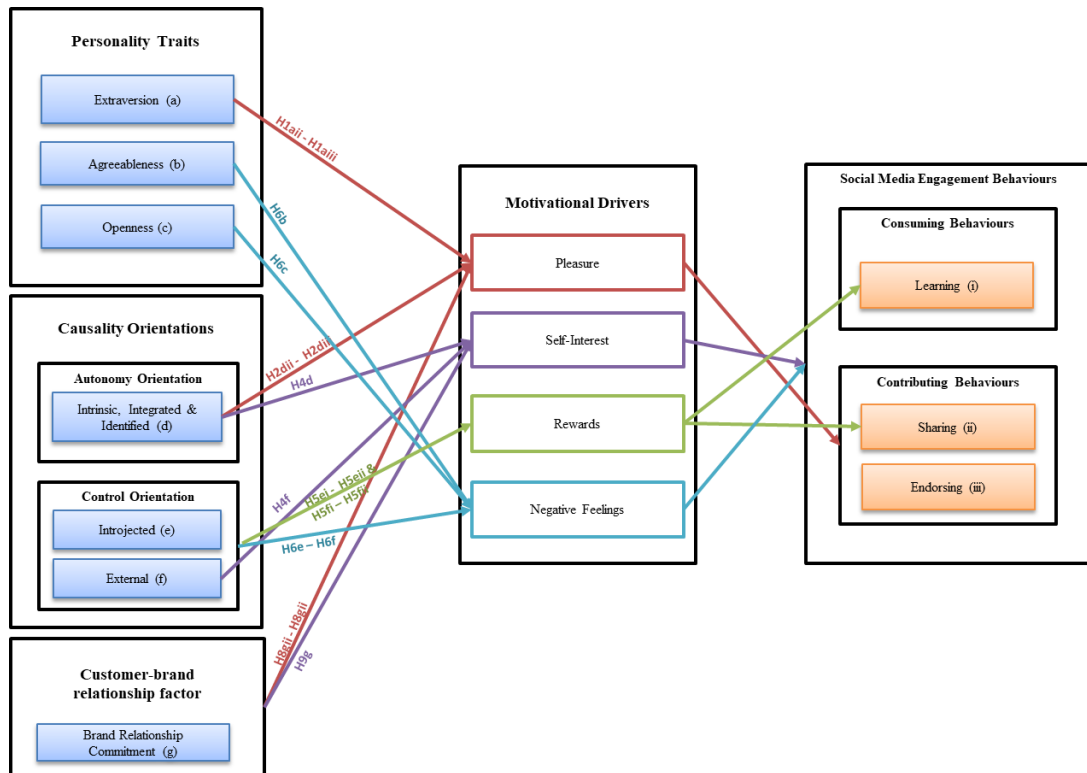 Personality Traits
Extraversion (a)
Agreeableness (b)
Openness (c)
Causality Orientations
Autonomy Orientation
Intrinsic, Integrated &
Identified (d)
Control Orientation
Introjected (e)
External (f)
Customer-brand
relationship factor
Brand Relationship
Commitment (g)
H1aii - H1aiii
H6b
H6c
H2dii - H2dii
H4d
H4f
H5ei - H5eii &
H5fi – H5fii
H6e – H6f
H8gii - H8gii
H9g
Motivational Drivers
Pleasure
Self-Interest
Rewards
Negative Feelings
Social Media Engagement Behaviours
Consuming Behaviours
Learning (i)
Contributing Behaviours
Sharing (ii)
Endorsing (iii)